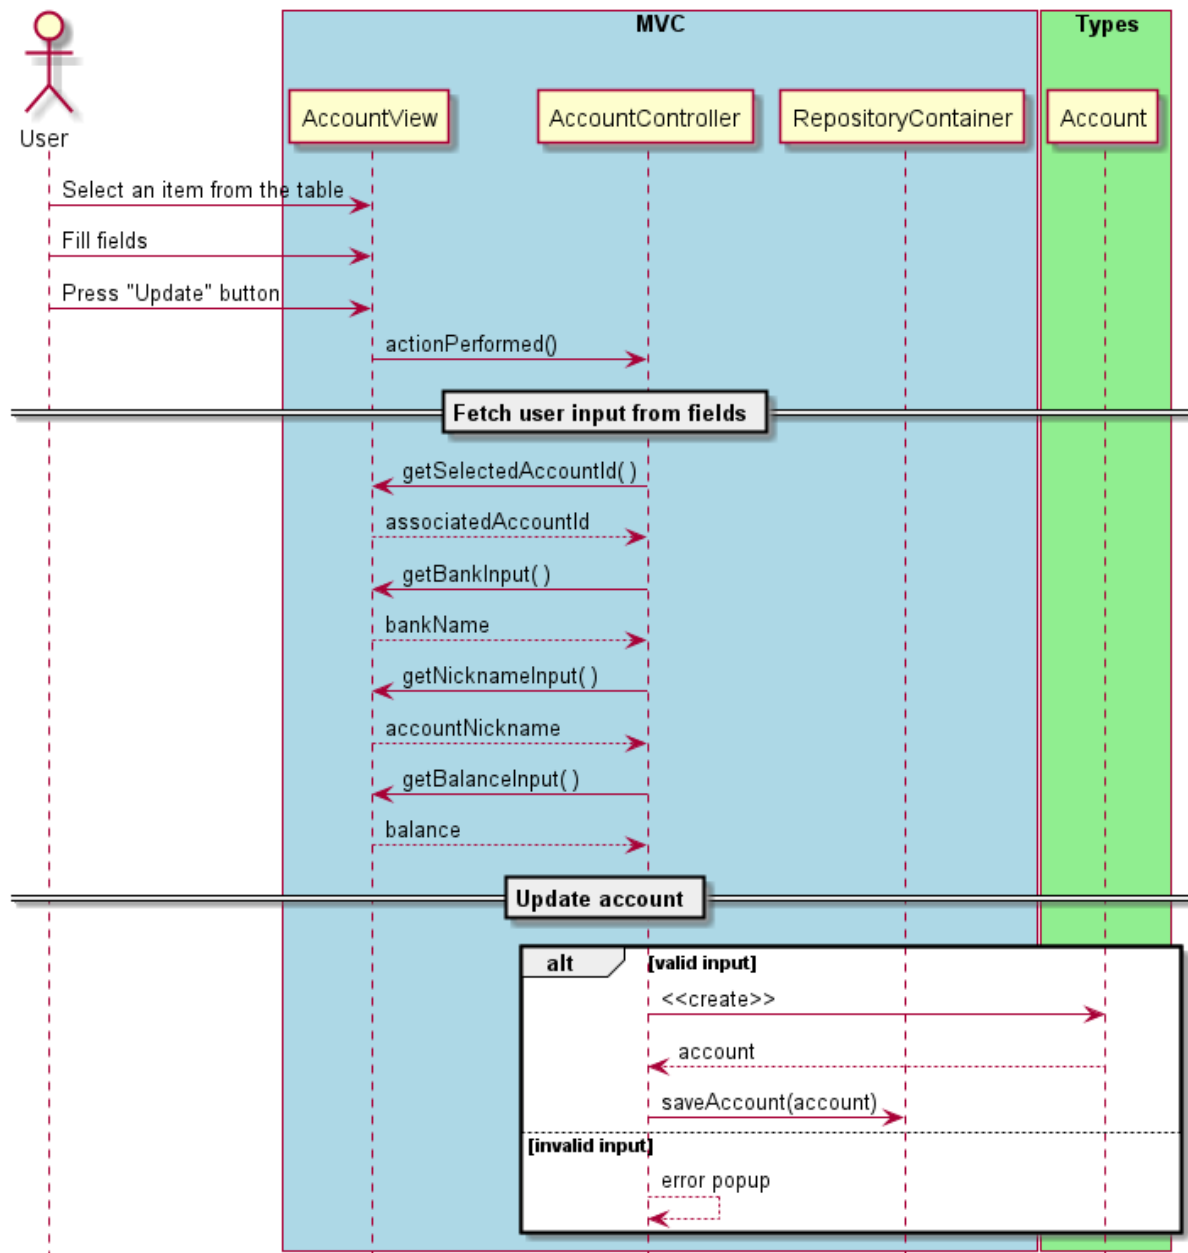 MVC
Types
User
AccountView
AccountController
RepositoryContainer
Account
Select an item from the table
Fill fields
Press "Update" button
actionPerformed()
Fetch user input from fields
getSelectedAccountId( )
associatedAccountId
getBankInput( )
bankName
getNicknameInput( )
accountNickname
getBalanceInput( )
balance
Update account
alt
[valid input]
<<create>>
account
saveAccount(account)
[invalid input]
error popup